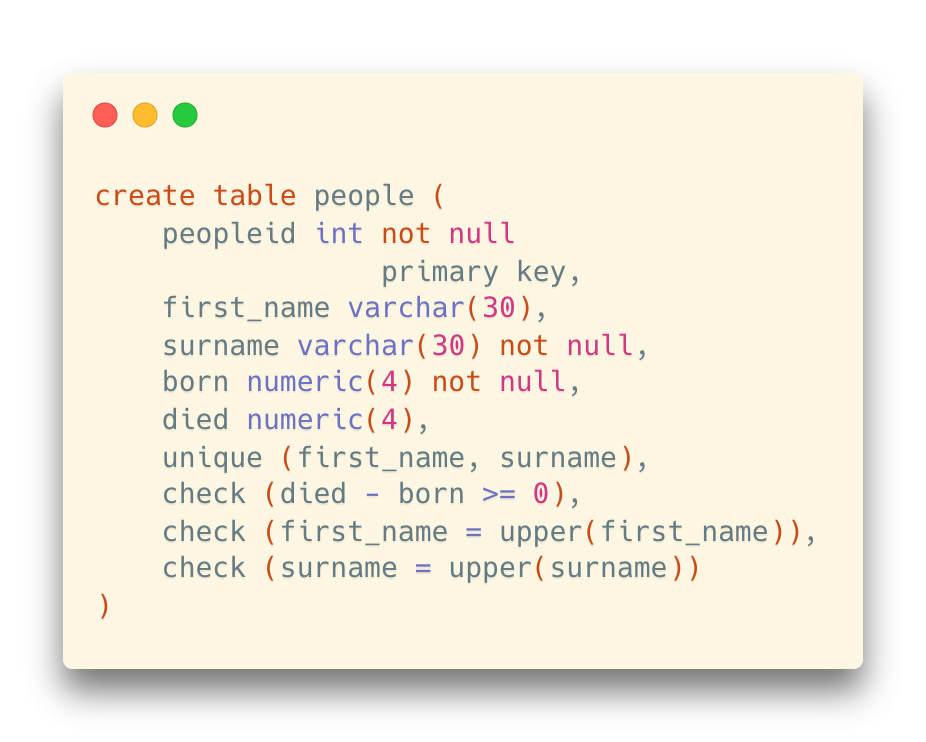 create table people (
    peopleid int not null
                 primary key,
    first_name varchar(30),
    surname varchar(30) not null,
    born numeric(4) not null,
    died numeric(4),
    unique (first_name, surname),
    check (died - born >= 0),
    check (first_name = upper(first_name)),
    check (surname = upper(surname))
)